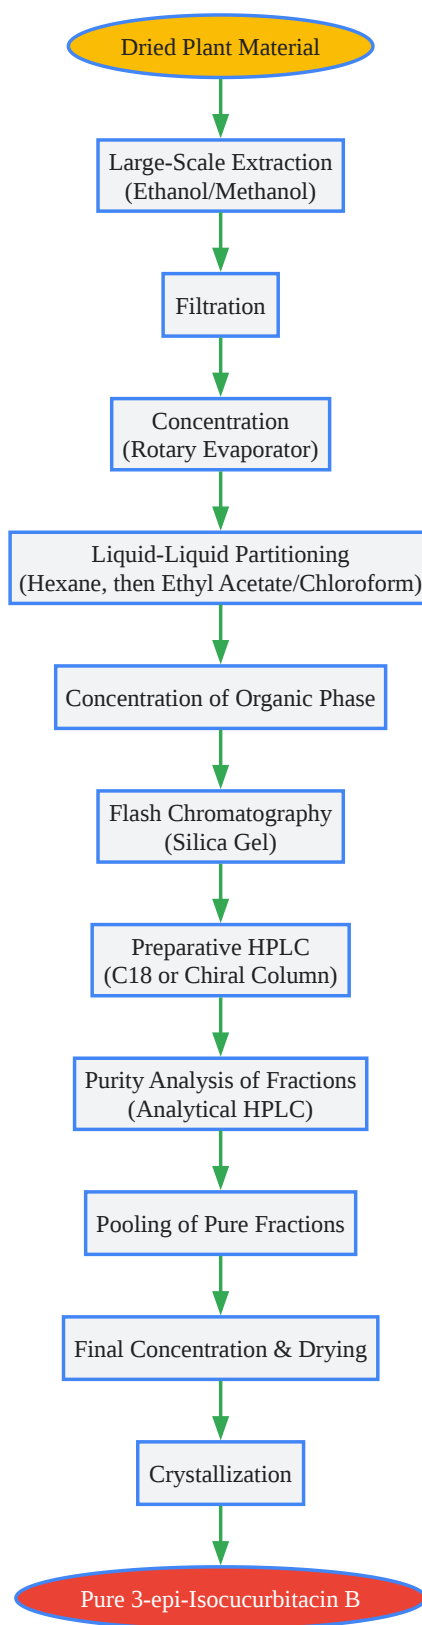 Dried Plant Material
Large-Scale Extraction
(Ethanol/Methanol)
Filtration
Concentration
(Rotary Evaporator)
Liquid-Liquid Partitioning
(Hexane, then Ethyl Acetate/Chloroform)
Concentration of Organic Phase
Flash Chromatography
(Silica Gel)
Preparative HPLC
(C18 or Chiral Column)
Purity Analysis of Fractions
(Analytical HPLC)
Pooling of Pure Fractions
Final Concentration & Drying
Crystallization
Pure 3-epi-Isocucurbitacin B